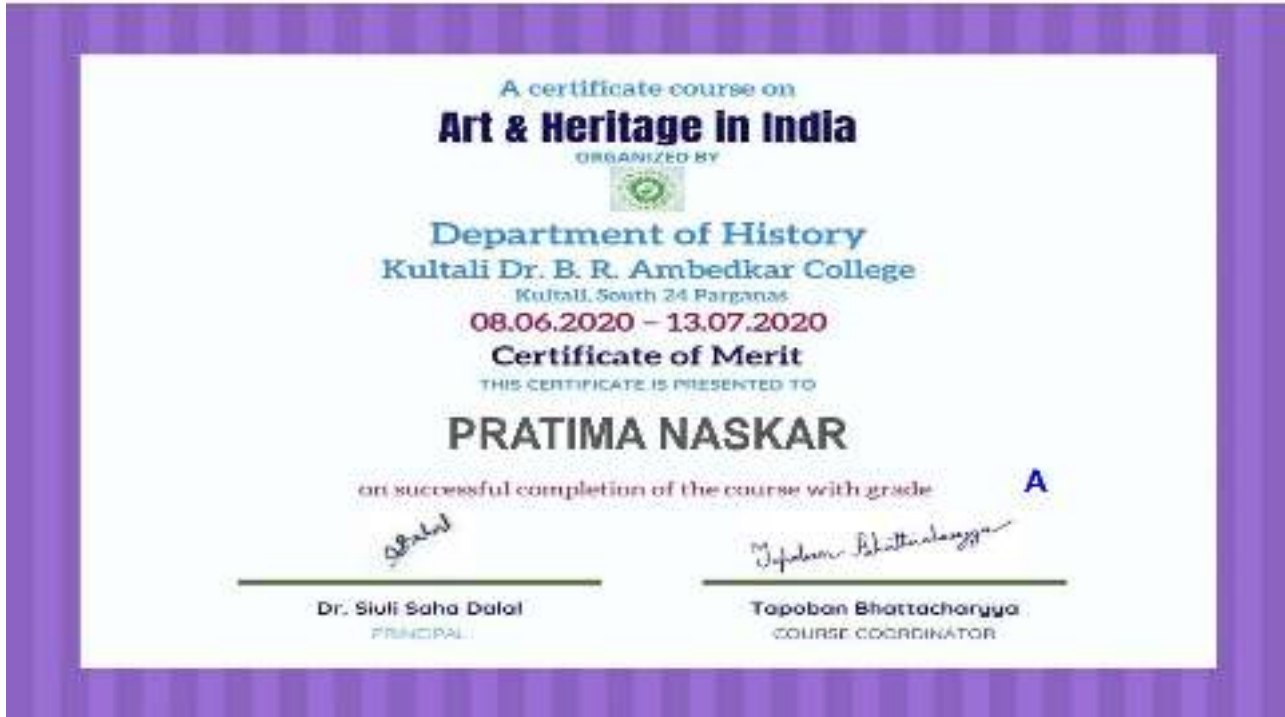 A certificate course on
Art & Heritage in India
ORGANIZED BY
Department of History
Kultali Dr. B. R. Ambedkar College
Kultali, South 24 Parganas
08.06.2020 – 13.07.2020
Certificate of Merit
THIS CERTIFICATE IS PRESENTED TO
PRATIMA NASKAR
on successful completion of the course with grade A
Tapoban Bhattacharyya
Dr. Siuli Saha Dalal
PRINCIPAL
Tapoban Bhattacharyya
COURSE COORDINATOR